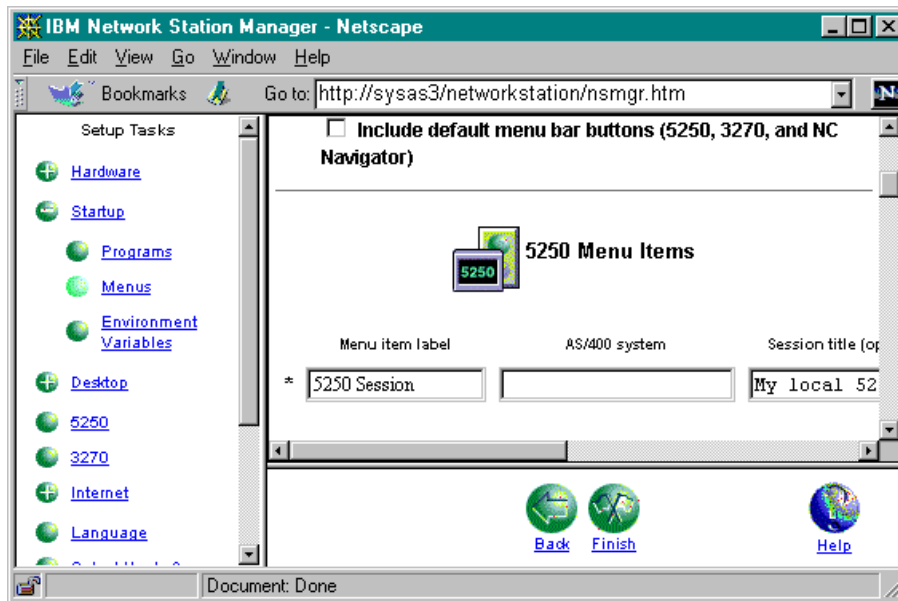 IBM Network Station Manager - Netscape
File Edit View Go Window Help
Bookmarks Go to: http://sysas3/networkstation/nsmgr.htm
N
Setup Tasks
Hardware
Startup
Programs
Menus
Environment
Variables
Desktop
5250
3270
Internet
Language
Include default menu bar buttons (5250, 3270, and NC
Navigator)
5250
5250 Menu Items
Menu item label AS/400 system Session title (op
* 5250 Session My local 52
Back Finish Help
Document: Done